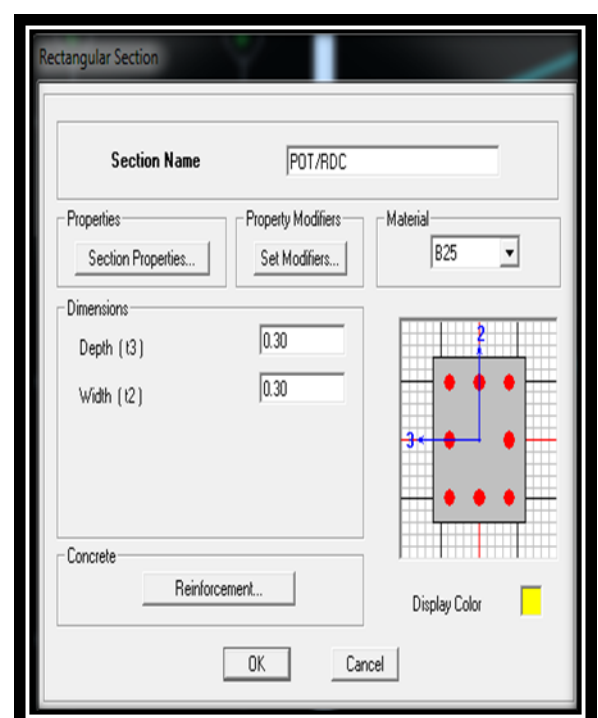 Rectangular Section
Section Name POT/RDC
Properties Property Modifiers Material
Section Properties... Set Modifiers... B25
Dimensions
Depth ( t3 ) 0.30
Width ( t2 ) 0.30
2
3
Concrete
Reinforcement...
Display Color
OK Cancel